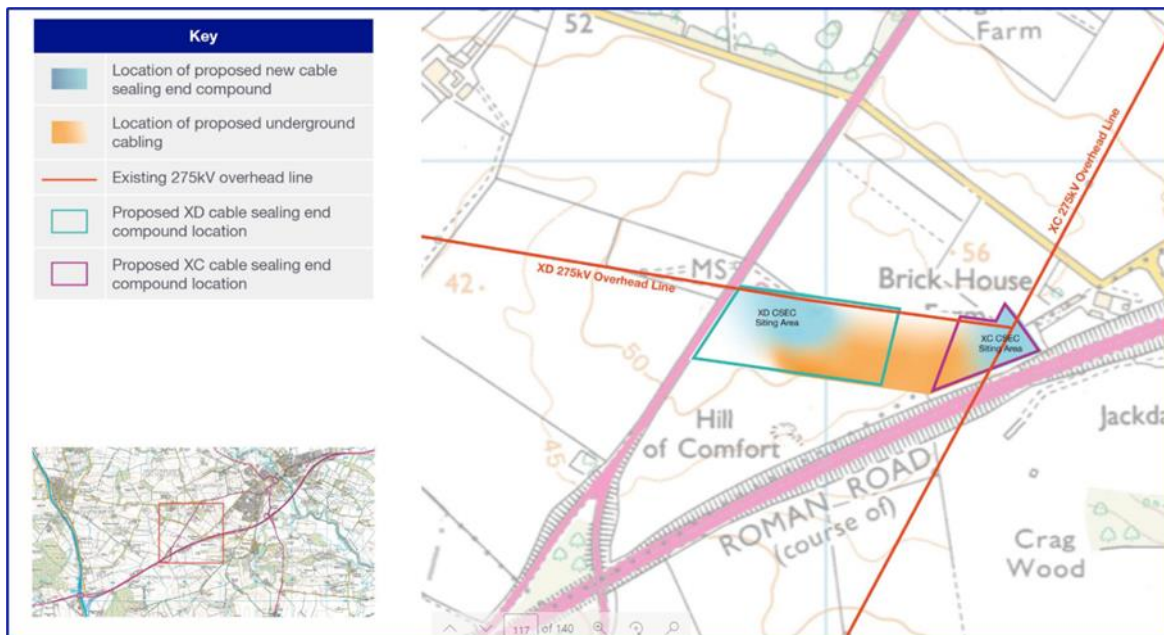 Key
Location of proposed new cable
sealing end compound
Location of proposed underground
cabling
Existing 275kV overhead line
Proposed XD cable sealing end
compound location
Proposed XC cable sealing end
compound location
52
Farm
XC 275kV Overhead Line
XD 275kV Overhead Line
MS
42
56
Brick House
XD CSEC
Siting Area
XC CSEC
Siting Area
50
Hill
of Comfort
45
Jackda
ROMAN ROAD
(course of)
Crag
Wood
117 of 140